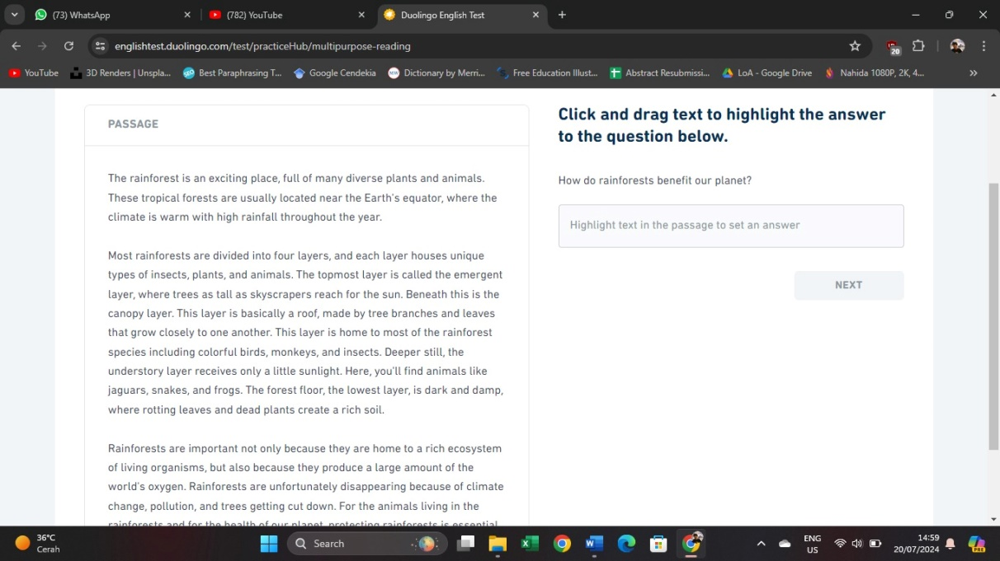 (73) WhatsApp
(782) YouTube
Duolingo English Test
englishtest.duolingo.com/test/practiceHub/multipurpose-reading
20
YouTube
3D Renders | Unspla...
Best Paraphrasing T...
Google Cendekia
Dictionary by Merri...
Free Education Illust...
Abstract Resubmissi...
LoA - Google Drive
Nahida 1080P, 2K, 4...
PASSAGE
The rainforest is an exciting place, full of many diverse plants and animals.
These tropical forests are usually located near the Earth's equator, where the
climate is warm with high rainfall throughout the year.
Most rainforests are divided into four layers, and each layer houses unique
types of insects, plants, and animals. The topmost layer is called the emergent
layer, where trees as tall as skyscrapers reach for the sun. Beneath this is the
canopy layer. This layer is basically a roof, made by tree branches and leaves
that grow closely to one another. This layer is home to most of the rainforest
species including colorful birds, monkeys, and insects. Deeper still, the
understory layer receives only a little sunlight. Here, you'll find animals like
jaguars, snakes, and frogs. The forest floor, the lowest layer, is dark and damp,
where rotting leaves and dead plants create a rich soil.
Rainforests are important not only because they are home to a rich ecosystem
of living organisms, but also because they produce a large amount of the
world's oxygen. Rainforests are unfortunately disappearing because of climate
change, pollution, and trees getting cut down. For the animals living in the
rainforests and for the health of our planet, protecting rainforests is essential.
Click and drag text to highlight the answer
to the question below.
How do rainforests benefit our planet?
Highlight text in the passage to set an answer
NEXT
36°C
Cerah
Search
ENG
US
14:59
20/07/2024
PRE